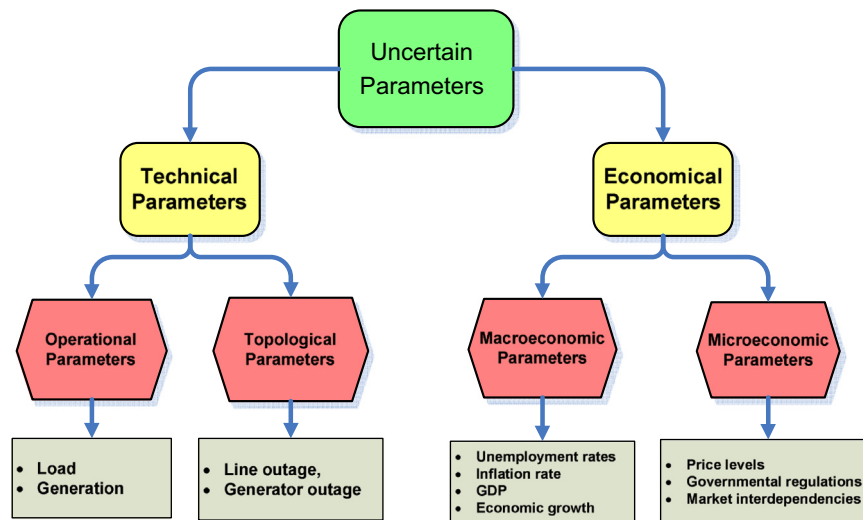 Uncertain
Parameters
Technical
Parameters
Economical
Parameters
Operational
Parameters
Topological
Parameters
Macroeconomic
Parameters
Microeconomic
Parameters
• Load
• Generation
• Line outage,
• Generator outage
• Unemployment rates
• Inflation rate
• GDP
• Economic growth
• Price levels
• Governmental regulations
• Market interdependencies